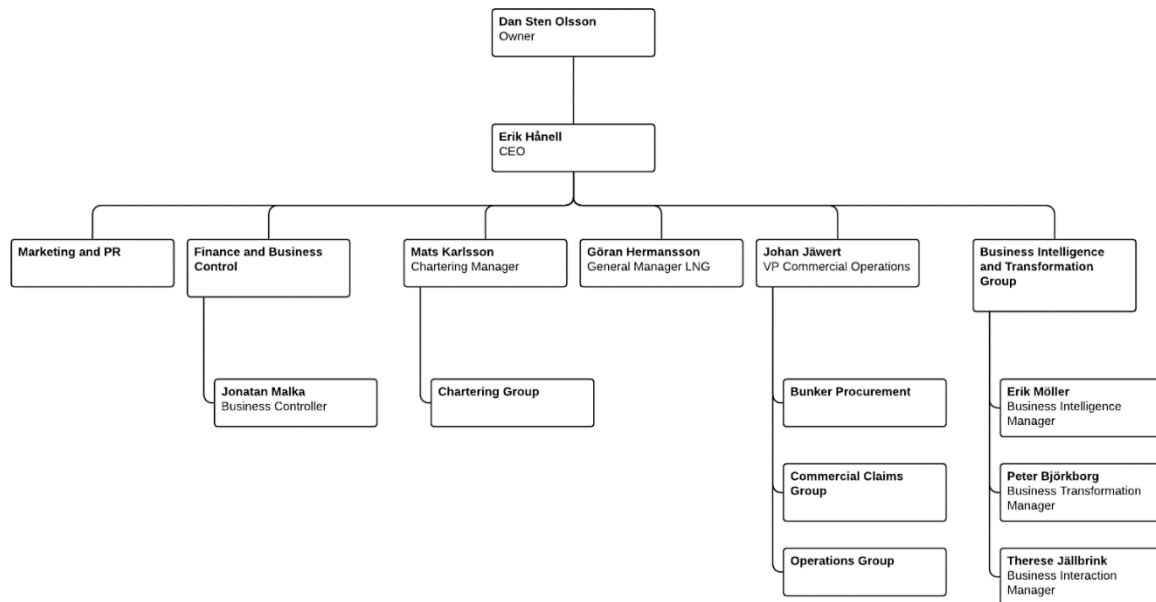 Dan Sten Olsson
Owner
Erik Hånell
CEO
Marketing and PR
Finance and Business
Control
Mats Karlsson
Chartering Manager
Göran Hermansson
General Manager LNG
Johan Jäwert
VP Commercial Operations
Business Intelligence
and Transformation
Group
Jonatan Malka
Business Controller
Chartering Group
Bunker Procurement
Erik Möller
Business Intelligence
Manager
Commercial Claims
Group
Peter Björkborg
Business Transformation
Manager
Operations Group
Therese Jällbrink
Business Interaction
Manager